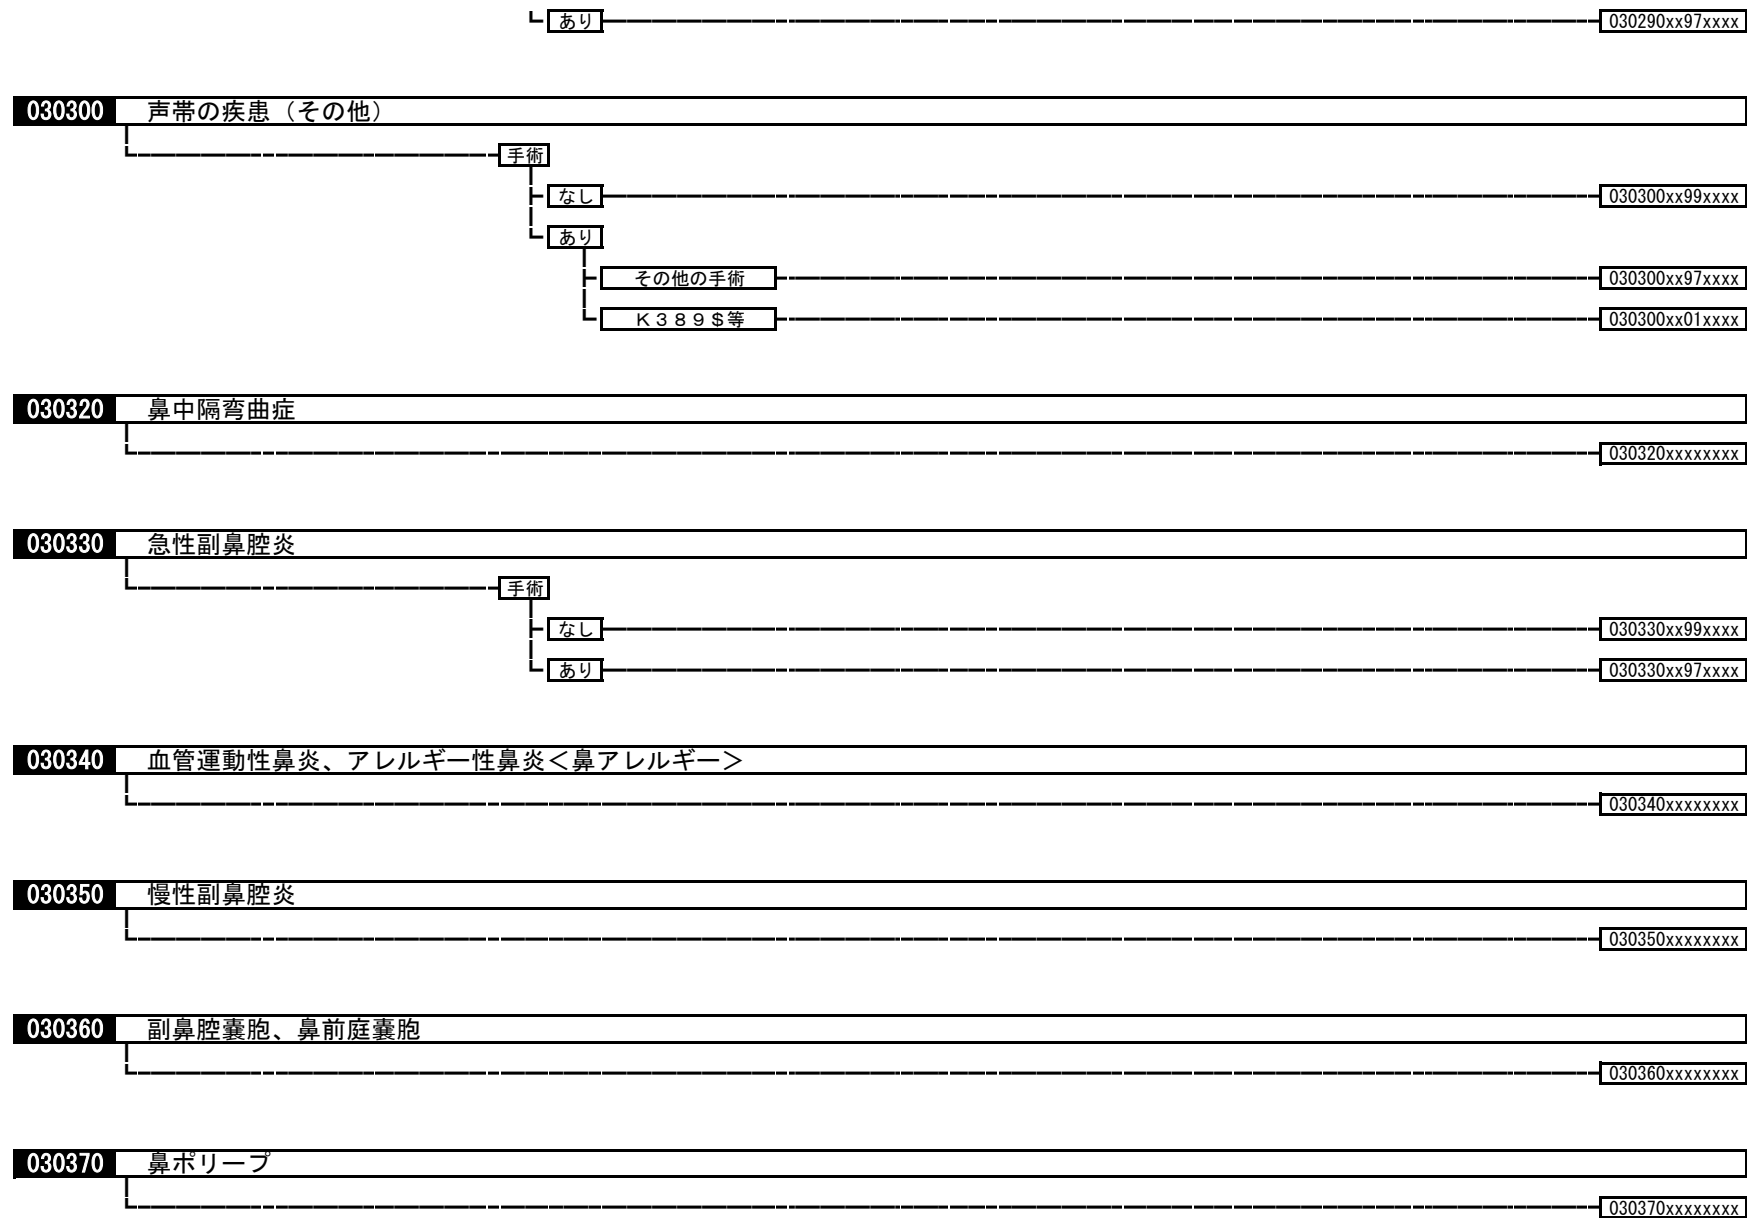 あり 030290xx97xxxx
030300 声帯の疾患（その他）
手術
なし 030300xx99xxxx
あり
その他の手術 030300xx97xxxx
Ｋ３８９＄等 030300xx01xxxx
030320 鼻中隔弯曲症
030320xxxxxxxx
030330 急性副鼻腔炎
手術
なし 030330xx99xxxx
あり 030330xx97xxxx
030340 血管運動性鼻炎、アレルギー性鼻炎＜鼻アレルギー＞
030340xxxxxxxx
030350 慢性副鼻腔炎
030350xxxxxxxx
030360 副鼻腔嚢胞、鼻前庭嚢胞
030360xxxxxxxx
030370 鼻ポリープ
030370xxxxxxxx